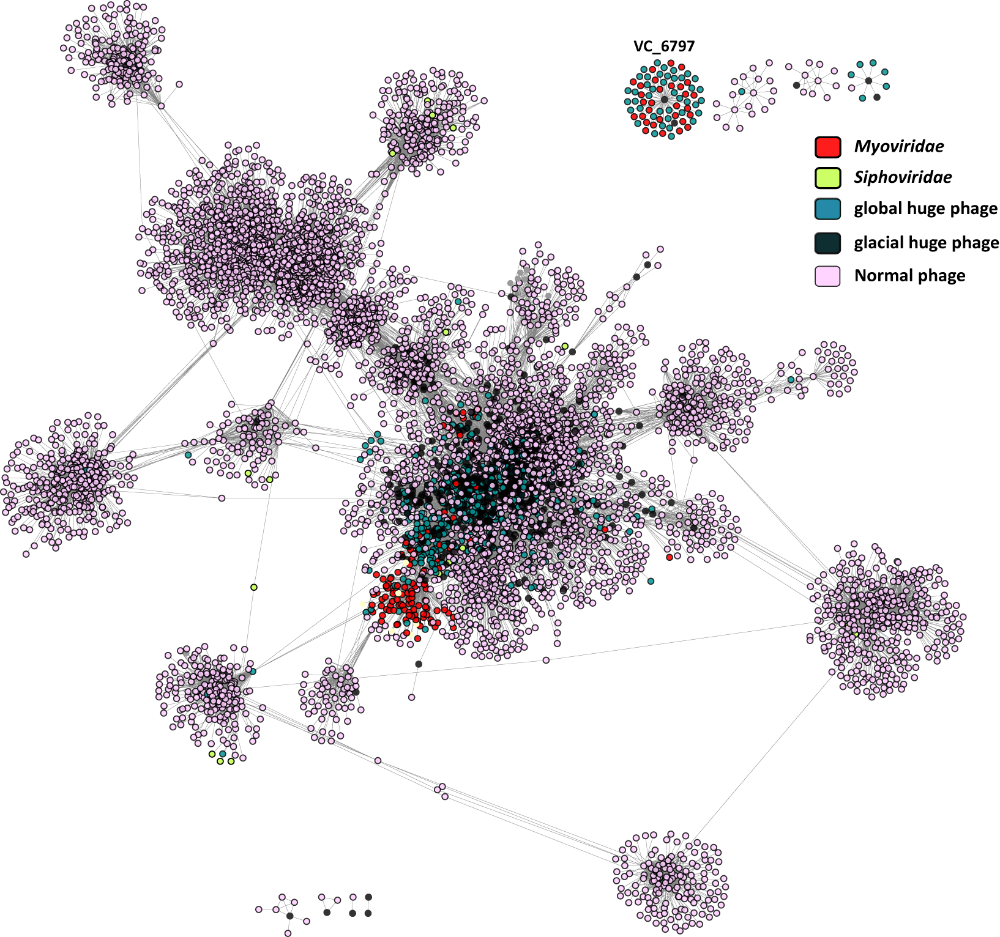 VC_6797
Myoviridae
Siphoviridae
global huge phage
glacial huge phage
Normal phage